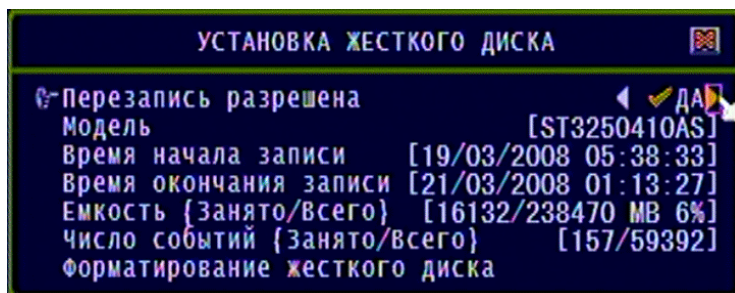 УСТАНОВКА ЖЕСТКОГО ДИСКА
Перезапись разрешена ДА
Модель [ST3250410AS]
Время начала записи [19/03/2008 05:38:33]
Время окончания записи [21/03/2008 01:13:27]
Емкость {Занято/Всего} [16132/238470 MB 6%]
Число событий {Занято/Всего} [157/59392]
Форматирование жесткого диска